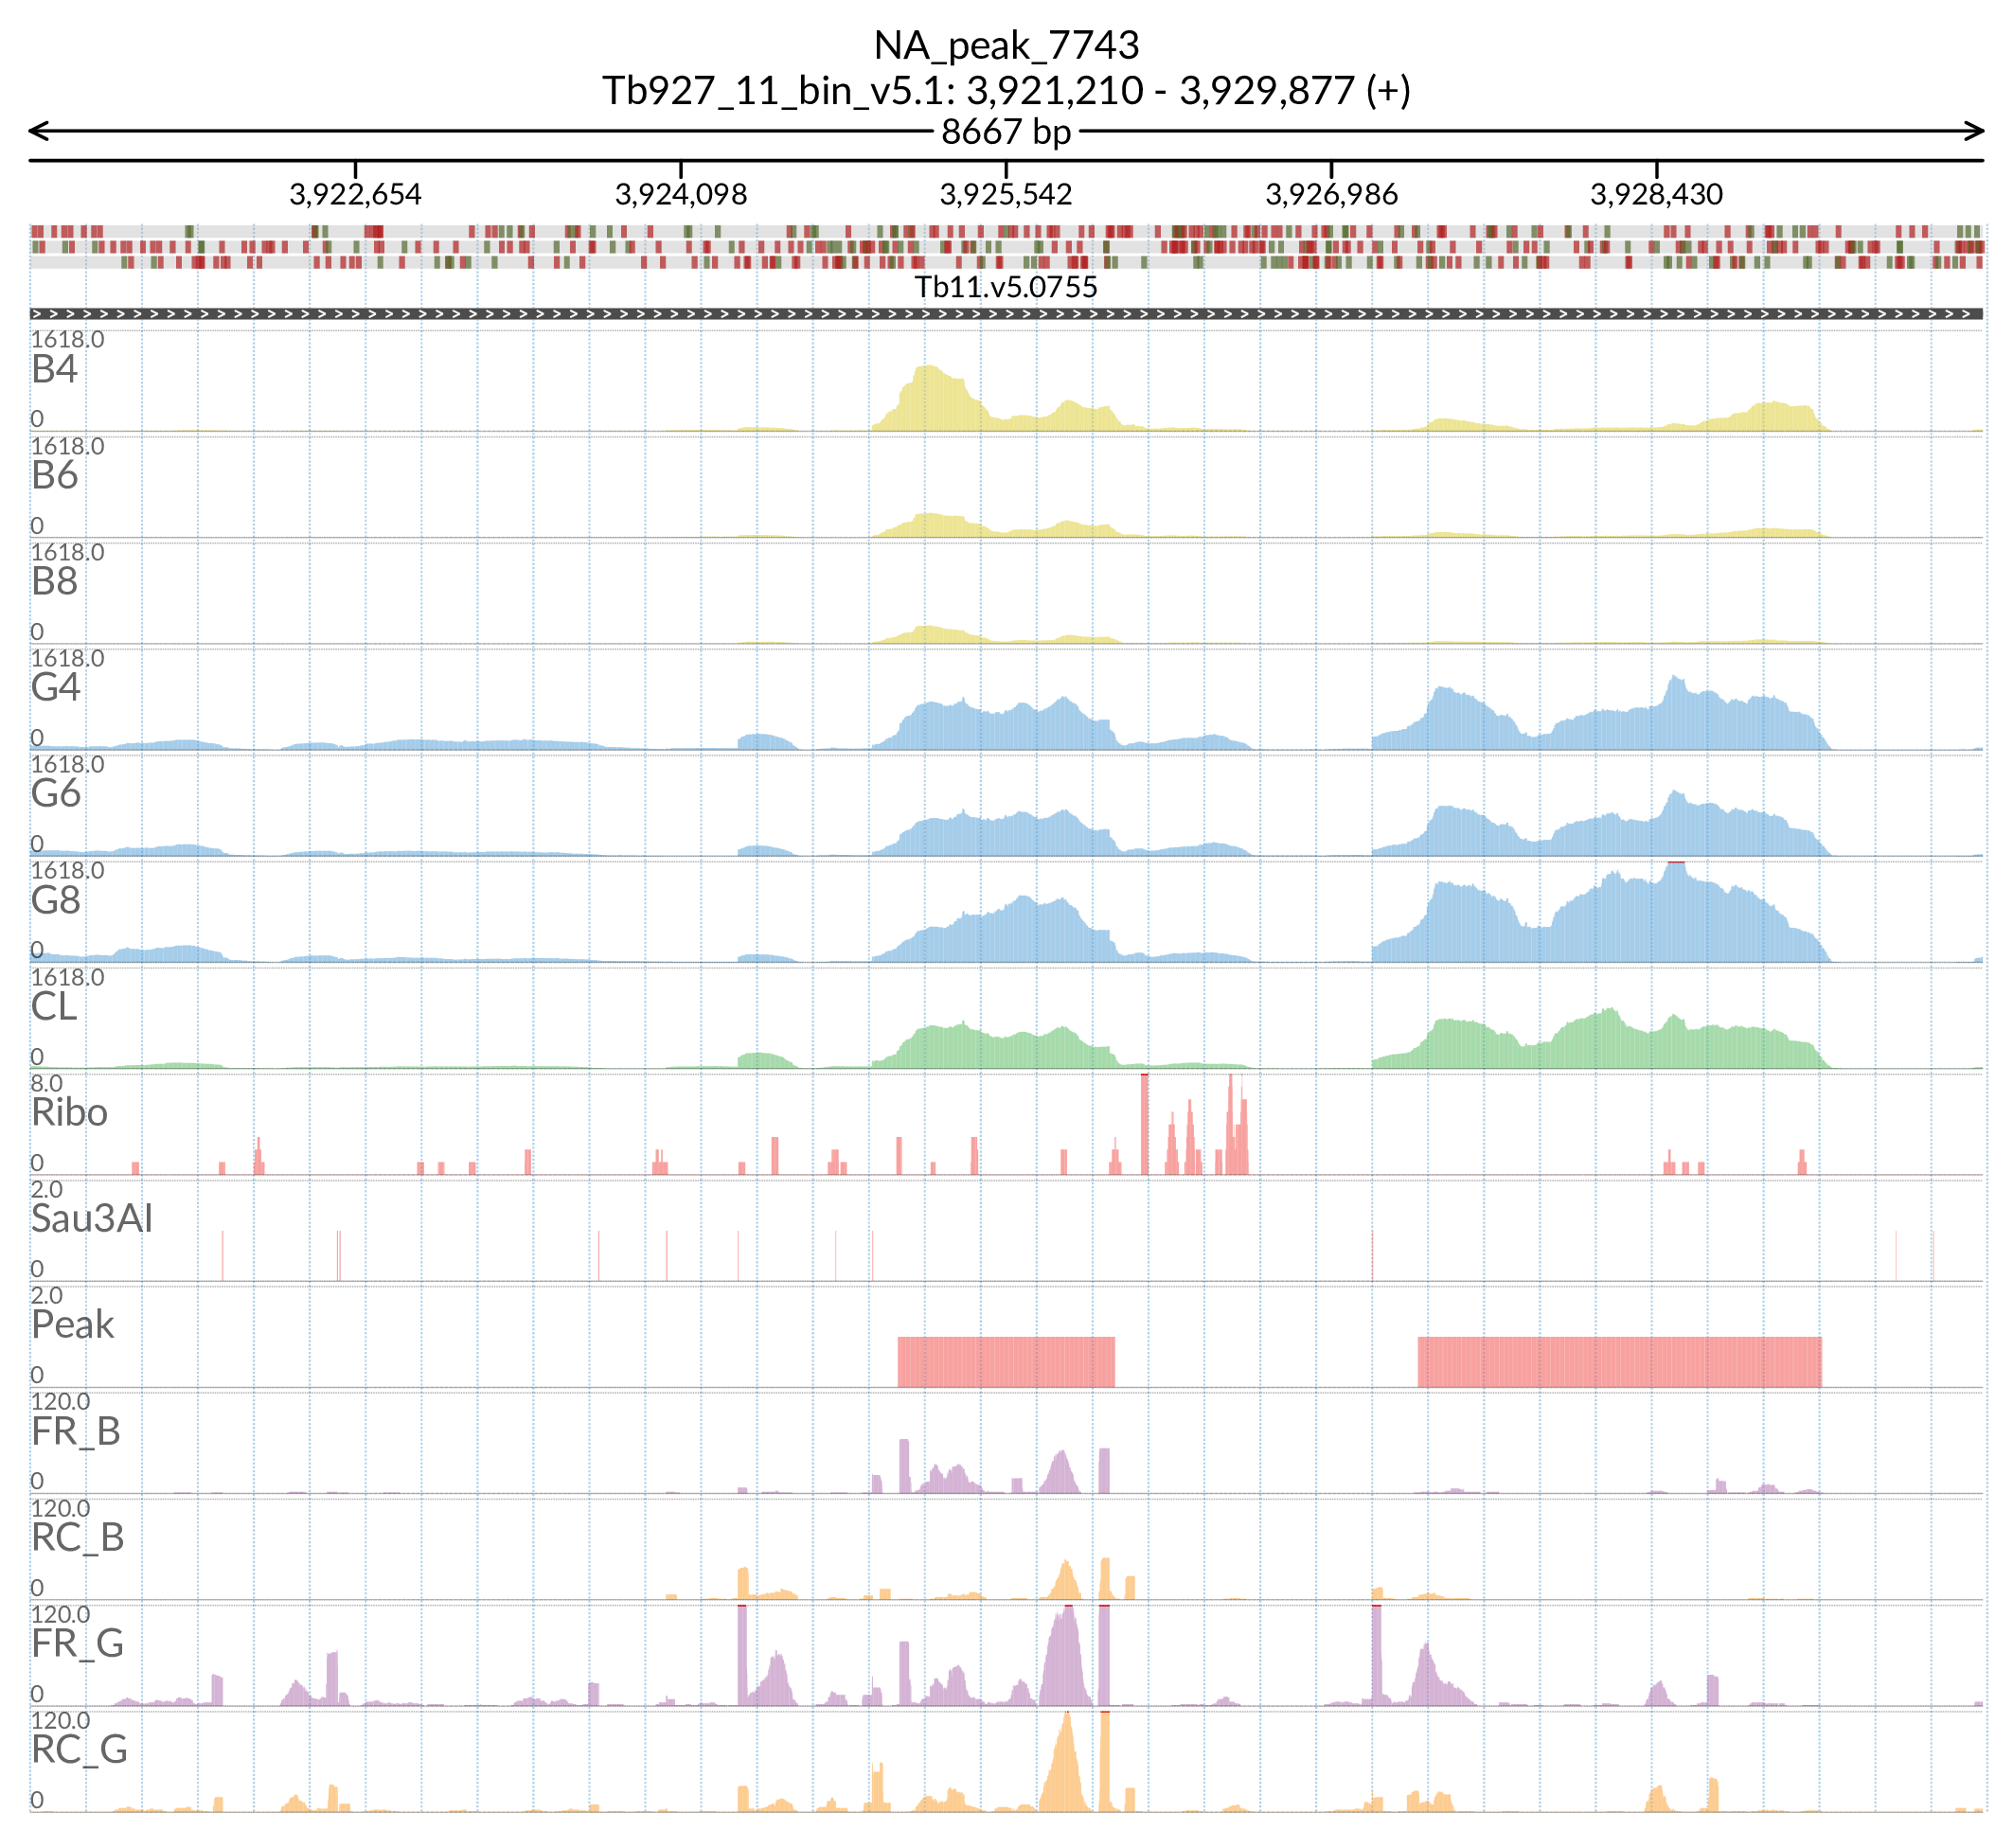 NA_peak_7743
Tb927_11_bin_v5.1: 3,921,210 - 3,929,877 (+)
8667 bp
3,922,654 3,924,098 3,925,542 3,926,986 3,928,430
Tb11.v5.0755
1618.0
B4
0
1618.0
B6
0
1618.0
B8
0
1618.0
G4
0
1618.0
G6
0
1618.0
G8
0
1618.0
CL
0
8.0
Ribo
0
2.0
Sau3AI
0
2.0
Peak
0
120.0
FR_B
0
120.0
RC_B
0
120.0
FR_G
0
120.0
RC_G
0